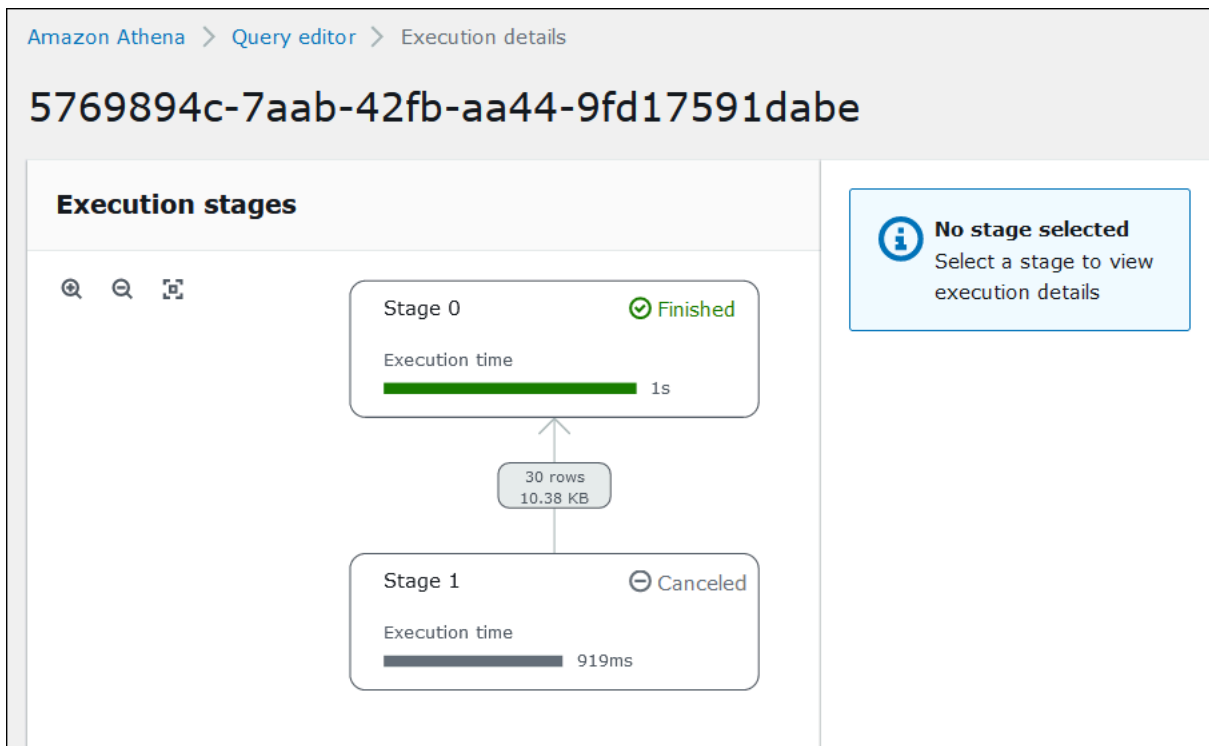 Amazon Athena > Query editor > Execution details
5769894c-7aab-42fb-aa44-9fd17591dabe
Execution stages
No stage selected
Select a stage to view
execution details
Stage 0 Finished
Execution time
1s
30 rows
10.38 KB
Stage 1 Canceled
Execution time
919ms